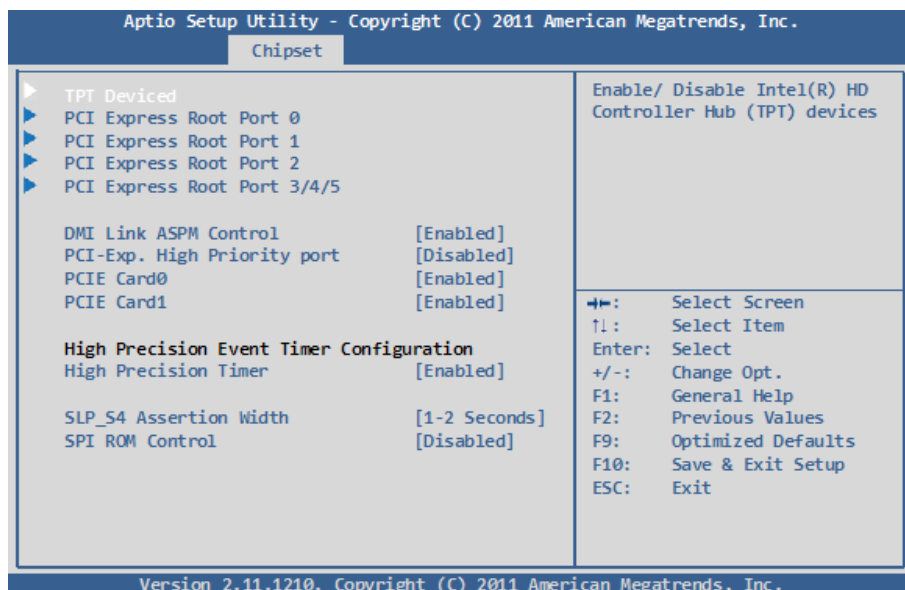 Aptio Setup Utility - Copyright (C) 2011 American Megatrends, Inc.
Chipset
TPT Deviced
PCI Express Root Port 0
PCI Express Root Port 1
PCI Express Root Port 2
PCI Express Root Port 3/4/5
DMI Link ASPM Control [Enabled]
PCI-Exp. High Priority port [Disabled]
PCIE Card0 [Enabled]
PCIE Card1 [Enabled]
High Precision Event Timer Configuration
High Precision Timer [Enabled]
SLP_S4 Assertion Width [1-2 Seconds]
SPI ROM Control [Disabled]
Enable/ Disable Intel(R) HD
Controller Hub (TPT) devices
→←: Select Screen
↑↓: Select Item
Enter: Select
+/-: Change Opt.
F1: General Help
F2: Previous Values
F9: Optimized Defaults
F10: Save & Exit Setup
ESC: Exit
Version 2.11.1210. Copyright (C) 2011 American Megatrends, Inc.